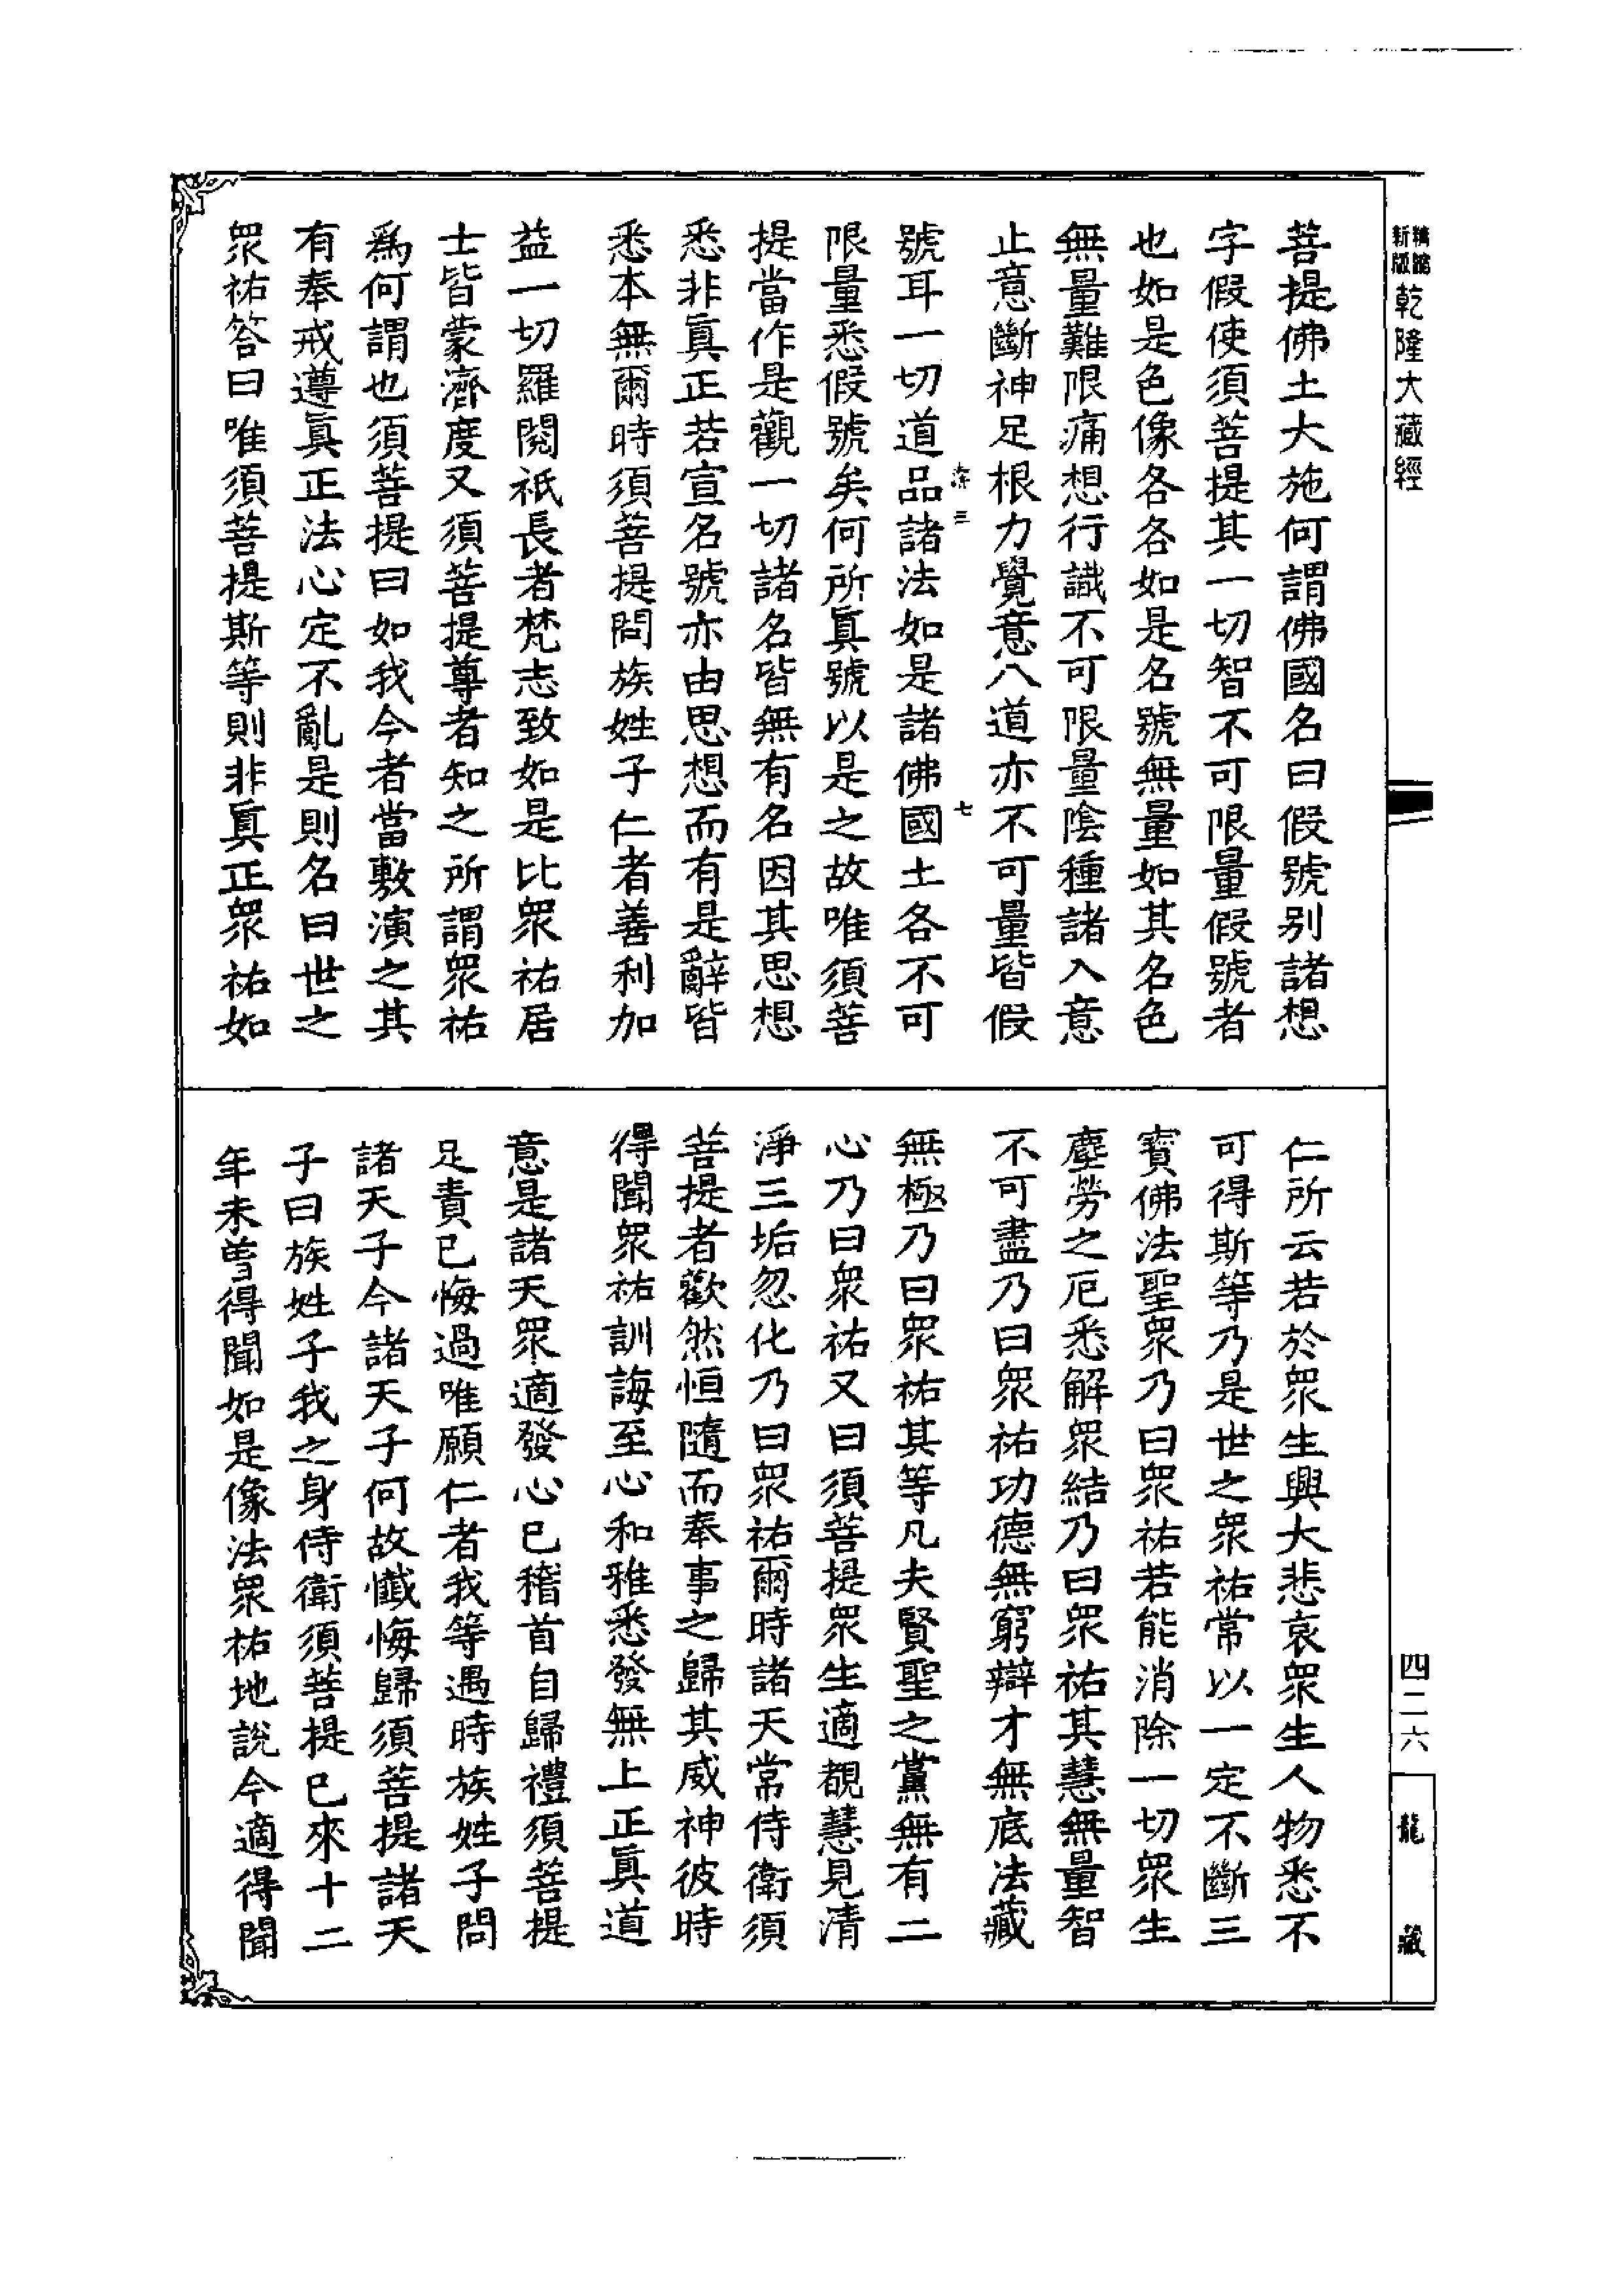 新版
乾隆大藏經
菩提佛土大施何謂佛國名曰假號別諸想
字假使須菩提其一切智不可限量假號者
也如是色像各各如是名號無量如其名色
無量難限痛想行識不可限量陰種諸入意
止意斷神足根力覺意八道亦不可量皆假
三
七
號耳一切道品諸法如是諸佛國土各不可
限量悉假號矣何所眞號以是之故唯須菩
提當作是觀一切諸名皆無有名因其思想
悉非眞正若宣名號亦由思想而有是辭皆
悉本無爾時須菩提問族姓子仁者善利加
益一切羅閱祇長者梵志致如是比眾祐居
士皆蒙濟度又須菩提尊者知之所謂眾祐
爲何謂也須菩提曰如我今者當敷演之其
有奉戒遵眞正法心定不亂是則名曰世之
眾祐答曰唯須菩提斯等則非眞正眾祐如
仁所云若於眾生興大悲哀眾生人物悉不
可得斯等乃是世之眾祐常以一定不斷三
寶佛法聖眾乃曰眾祐若能消除一切眾生
塵勞之厄悉解眾結乃曰眾祐其慧無量智
不可盡乃曰眾祐功德無窮辯才無底法藏
無極乃曰眾祐其等凡夫賢聖之黨無有二
心乃曰眾祐又曰須菩提眾生適覩慧見清
淨三垢忽化乃曰眾祐爾時諸天常侍衛須
菩提者歡然恒隨而奉事之歸其威神彼時
得聞眾祐訓誨至心和雅悉發無上正眞道
意是諸天眾適發心已稽首自歸禮須菩提
足責已悔過唯願仁者我等遇時族姓子問
諸天子今諸天子何故懺悔歸須菩提諸天
子曰族姓子我之身侍衛須菩提已來十二
年未曾得聞如是像法眾祐地說今適得聞
四二六
龍藏